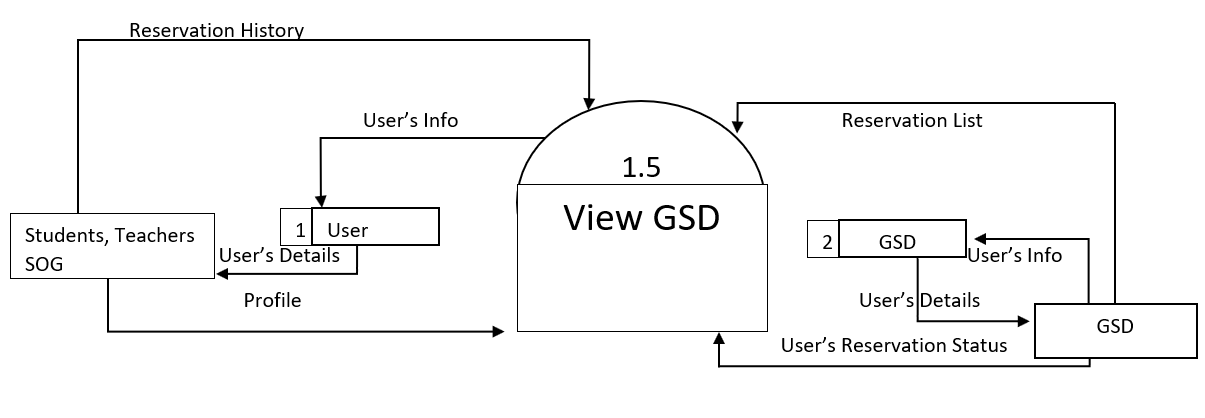 Reservation History
User's Info
Reservation List
1.5
View GSD
Students, Teachers
SOG
1 User
User's Details
Profile
2 GSD
User's Info
User's Details
GSD
User's Reservation Status